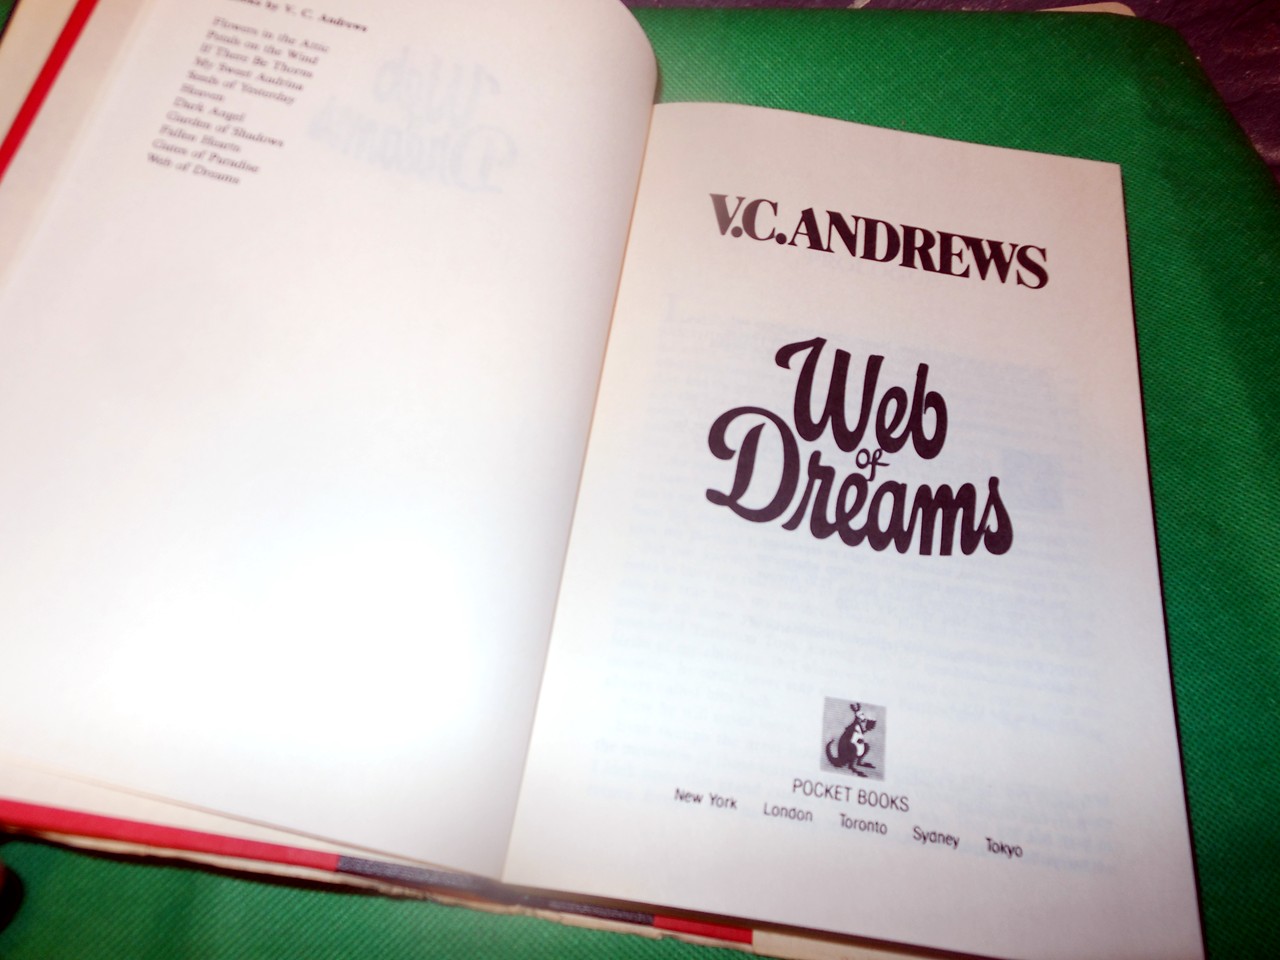 by V. C. Andrews
Flowers in the Attic
Petals on the Wind
If There Be Thorns
My Sweet Audrina
Seeds of Yesterday
Heaven
Dark Angel
Garden of Shadows
Fallen Hearts
Gates of Paradise
Web of Dreams
V.C. ANDREWS
Web
of
Dreams
POCKET BOOKS
New York London Toronto Sydney Tokyo